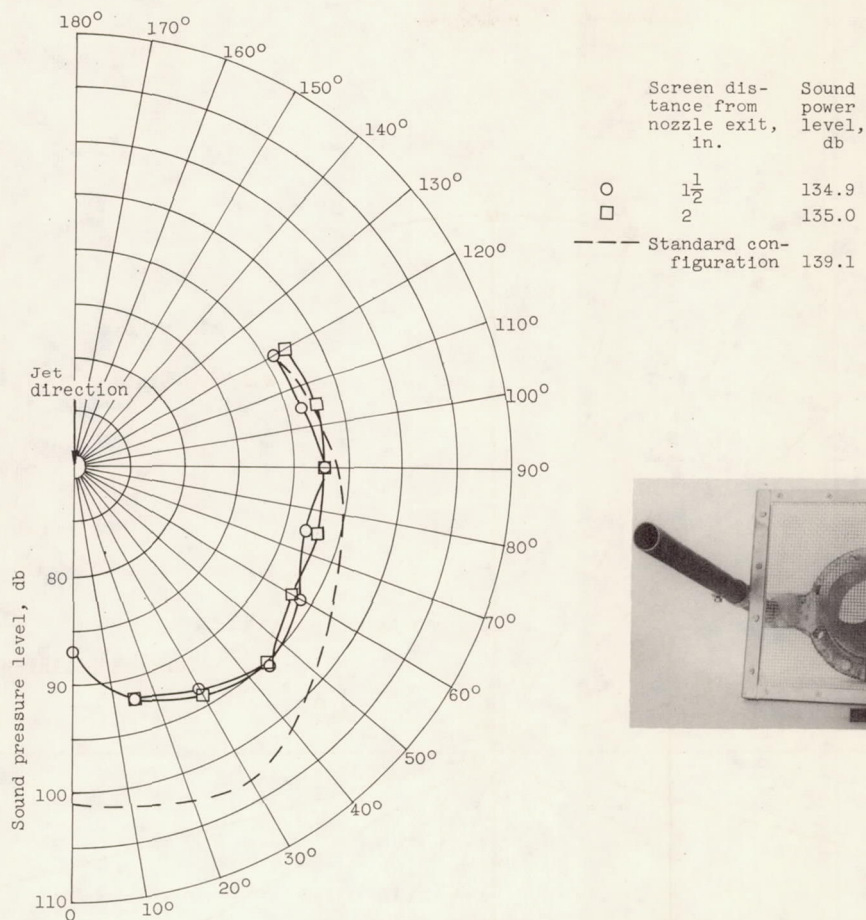 180°
170°
160°
150°
140°
130°
120°
110°
100°
90°
80°
70°
60°
50°
40°
30°
20°
10°
0
Jet
direction
Sound pressure level, db
80
90
100
110
Screen dis-
tance from
nozzle exit,
in.
Sound
power
level,
db
1 1/2 134.9
2 135.0
Standard con-
figuration 139.1